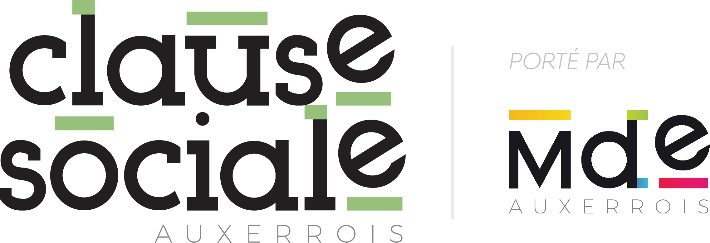 clause
sociale
AUXERROIS
PORTÉ PAR
Mde
AUXERROIS